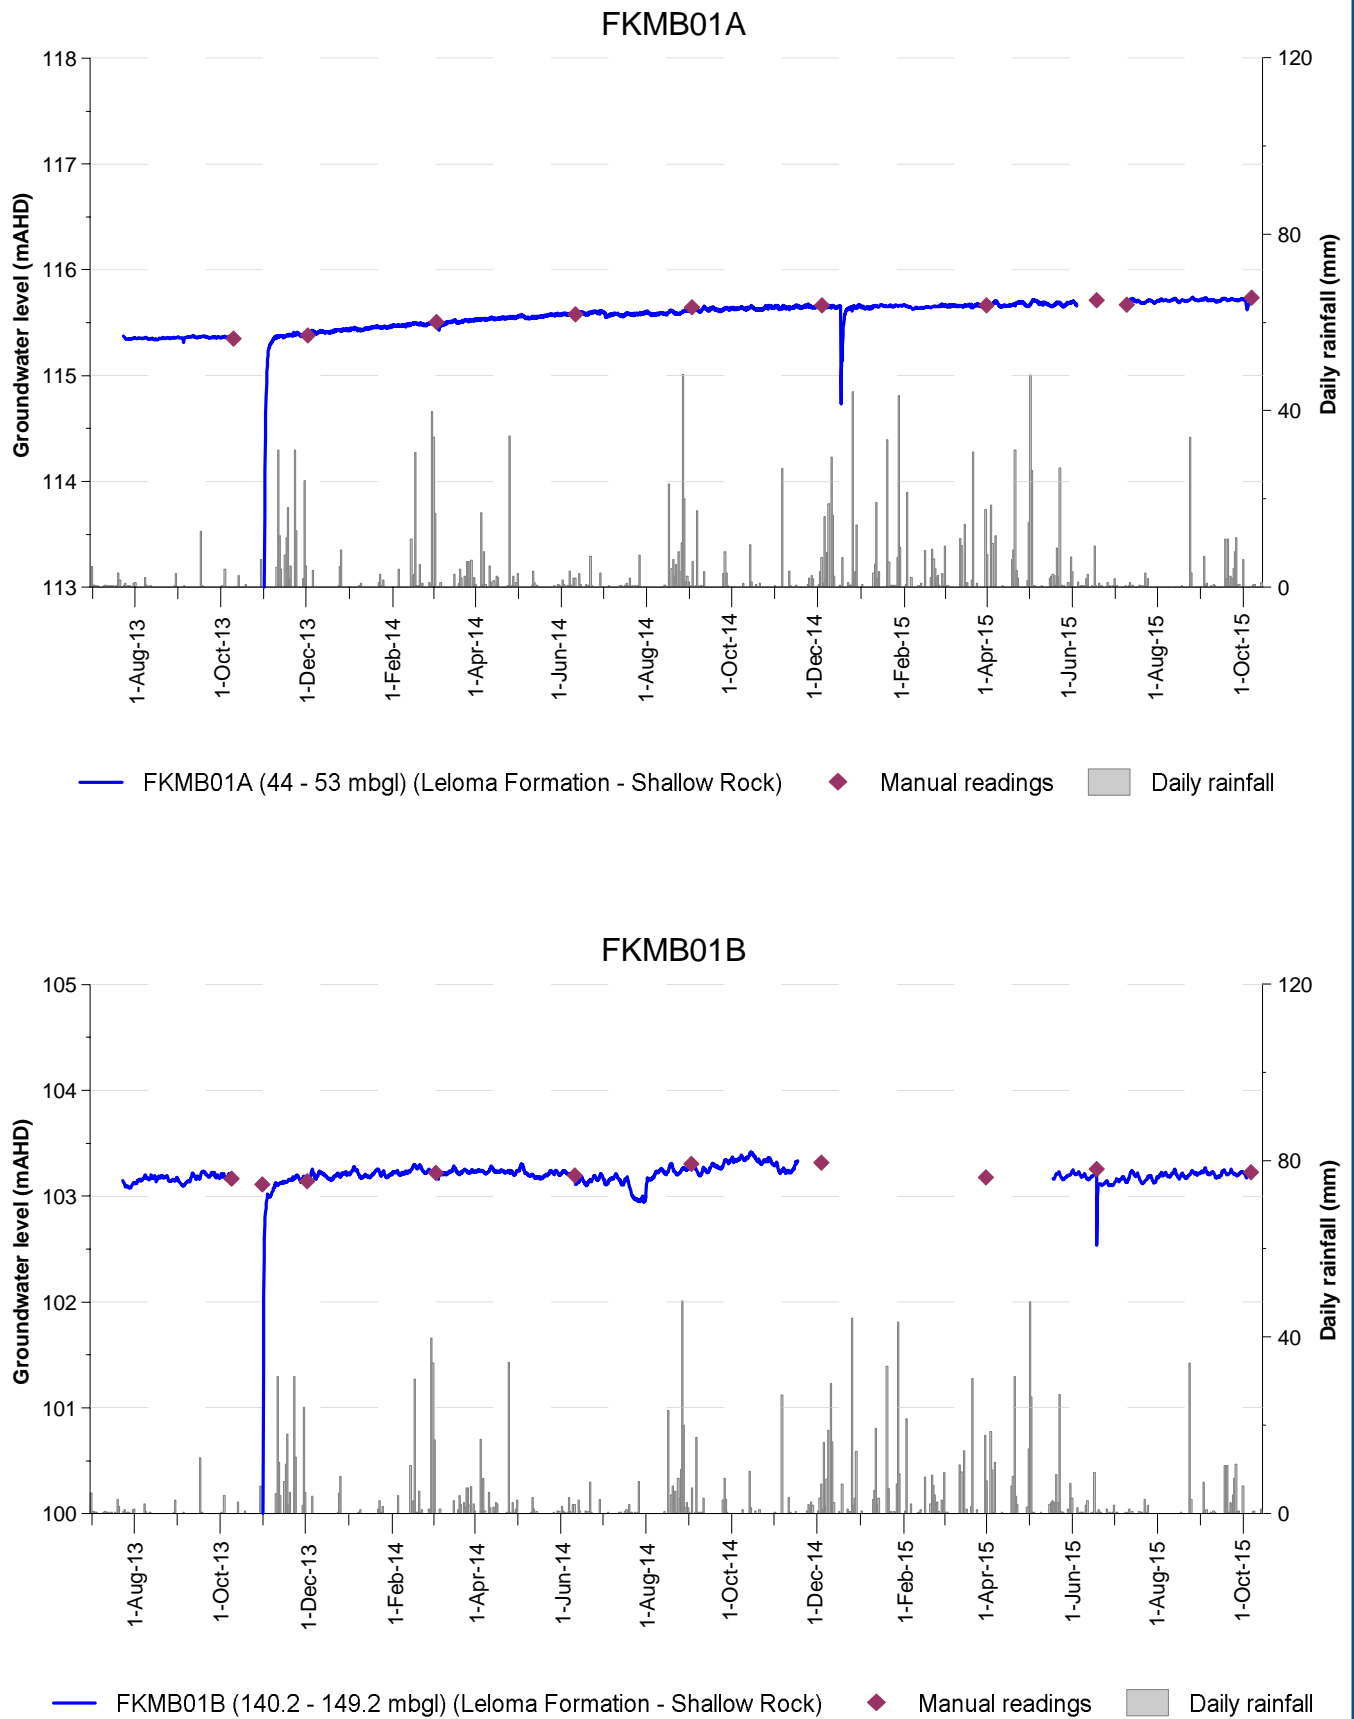 FKMB01A
118
117
116
115
114
113
Groundwater level (mAHD)
120
80
40
0
Daily rainfall (mm)
1-Aug-13
1-Oct-13
1-Dec-13
1-Feb-14
1-Apr-14
1-Jun-14
1-Aug-14
1-Oct-14
1-Dec-14
1-Feb-15
1-Apr-15
1-Jun-15
1-Aug-15
1-Oct-15
FKMB01A (44 - 53 mbgl) (Leloma Formation - Shallow Rock) Manual readings Daily rainfall
FKMB01B
105
104
103
102
101
100
Groundwater level (mAHD)
120
80
40
0
Daily rainfall (mm)
1-Aug-13
1-Oct-13
1-Dec-13
1-Feb-14
1-Apr-14
1-Jun-14
1-Aug-14
1-Oct-14
1-Dec-14
1-Feb-15
1-Apr-15
1-Jun-15
1-Aug-15
1-Oct-15
FKMB01B (140.2 - 149.2 mbgl) (Leloma Formation - Shallow Rock) Manual readings Daily rainfall